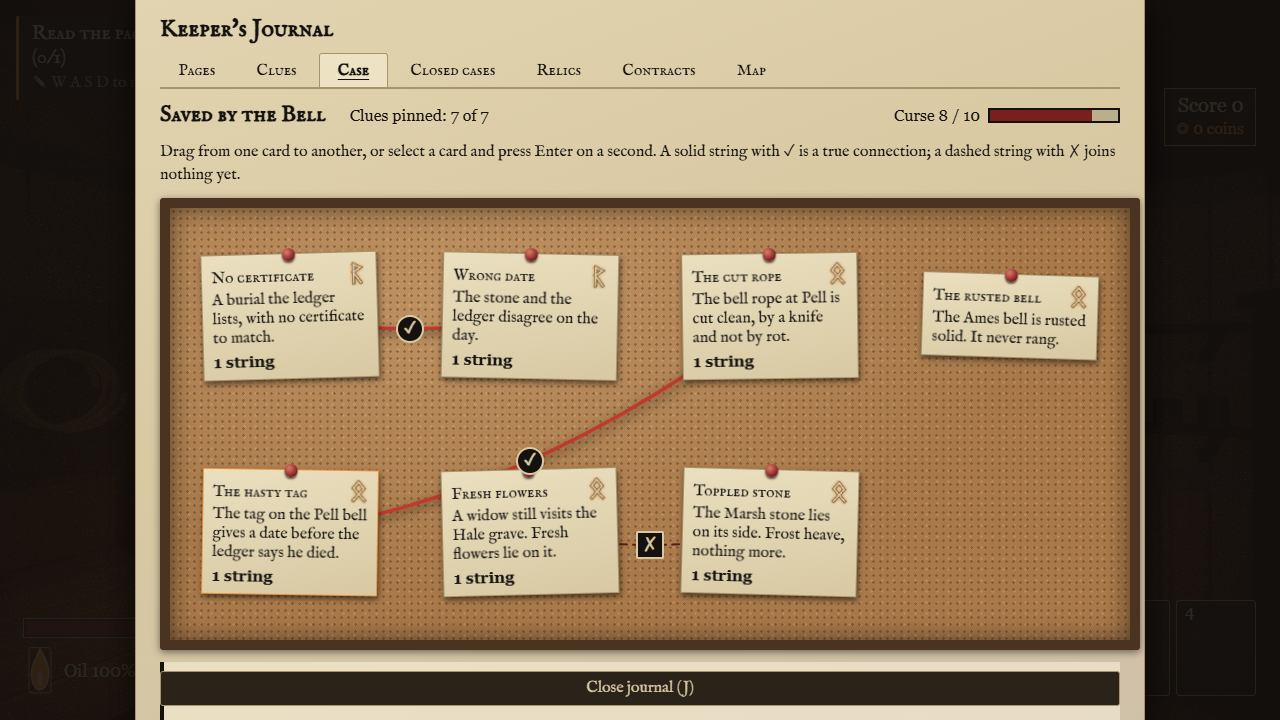 Keeper's Journal
Pages Clues Case Closed cases Relics Contracts Map
Saved by the Bell Clues pinned: 7 of 7 Curse 8 / 10
Drag from one card to another, or select a card and press Enter on a second. A solid string with ✓ is a true connection; a dashed string with ✗ joins
nothing yet.
Read the pa
(0/1)
W A S D to
Score 0
0 coins
No certificate
A burial the ledger
lists, with no certificate
to match.
1 string
✓
Wrong date
The stone and the
ledger disagree on the
day.
1 string
The cut rope
The bell rope at Pell is
cut clean, by a knife
and not by rot.
1 string
The rusted bell
The Ames bell is rusted
solid. It never rang.
The hasty tag
The tag on the Pell bell
gives a date before the
ledger says he died.
1 string
✓
Fresh flowers
A widow still visits the
Hale grave. Fresh
flowers lie on it.
1 string
✗
Toppled stone
The Marsh stone lies
on its side. Frost heave,
nothing more.
1 string
Oil 100%
4
Close journal (J)